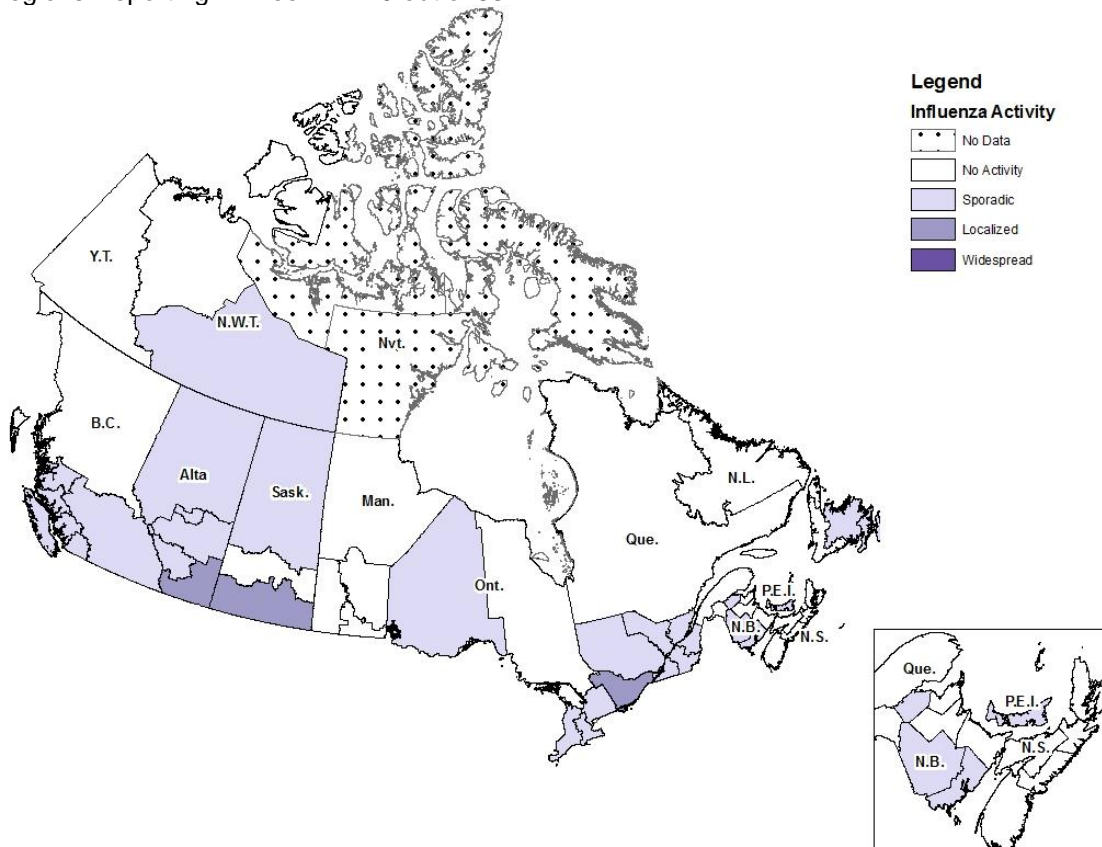 Legend
Influenza Activity
No Data
No Activity
Sporadic
Localized
Widespread
Y.T.
N.W.T.
Nvt.
B.C.
Alta
Sask.
Man.
N.L.
Que.
Ont.
P.E.I.
N.B.
N.S.
Que.
P.E.I.
N.S.
N.B.